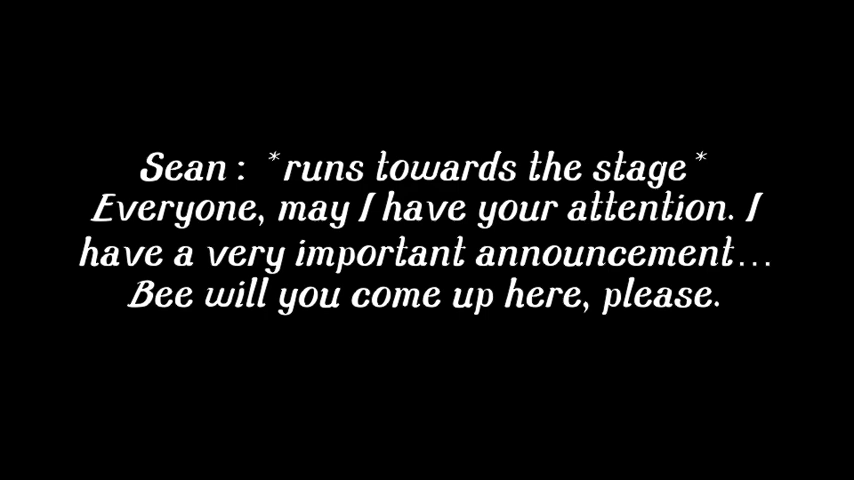 Sean : *runs towards the stage*
Everyone, may I have your attention. I
have a very important announcement...
Bee will you come up here, please.